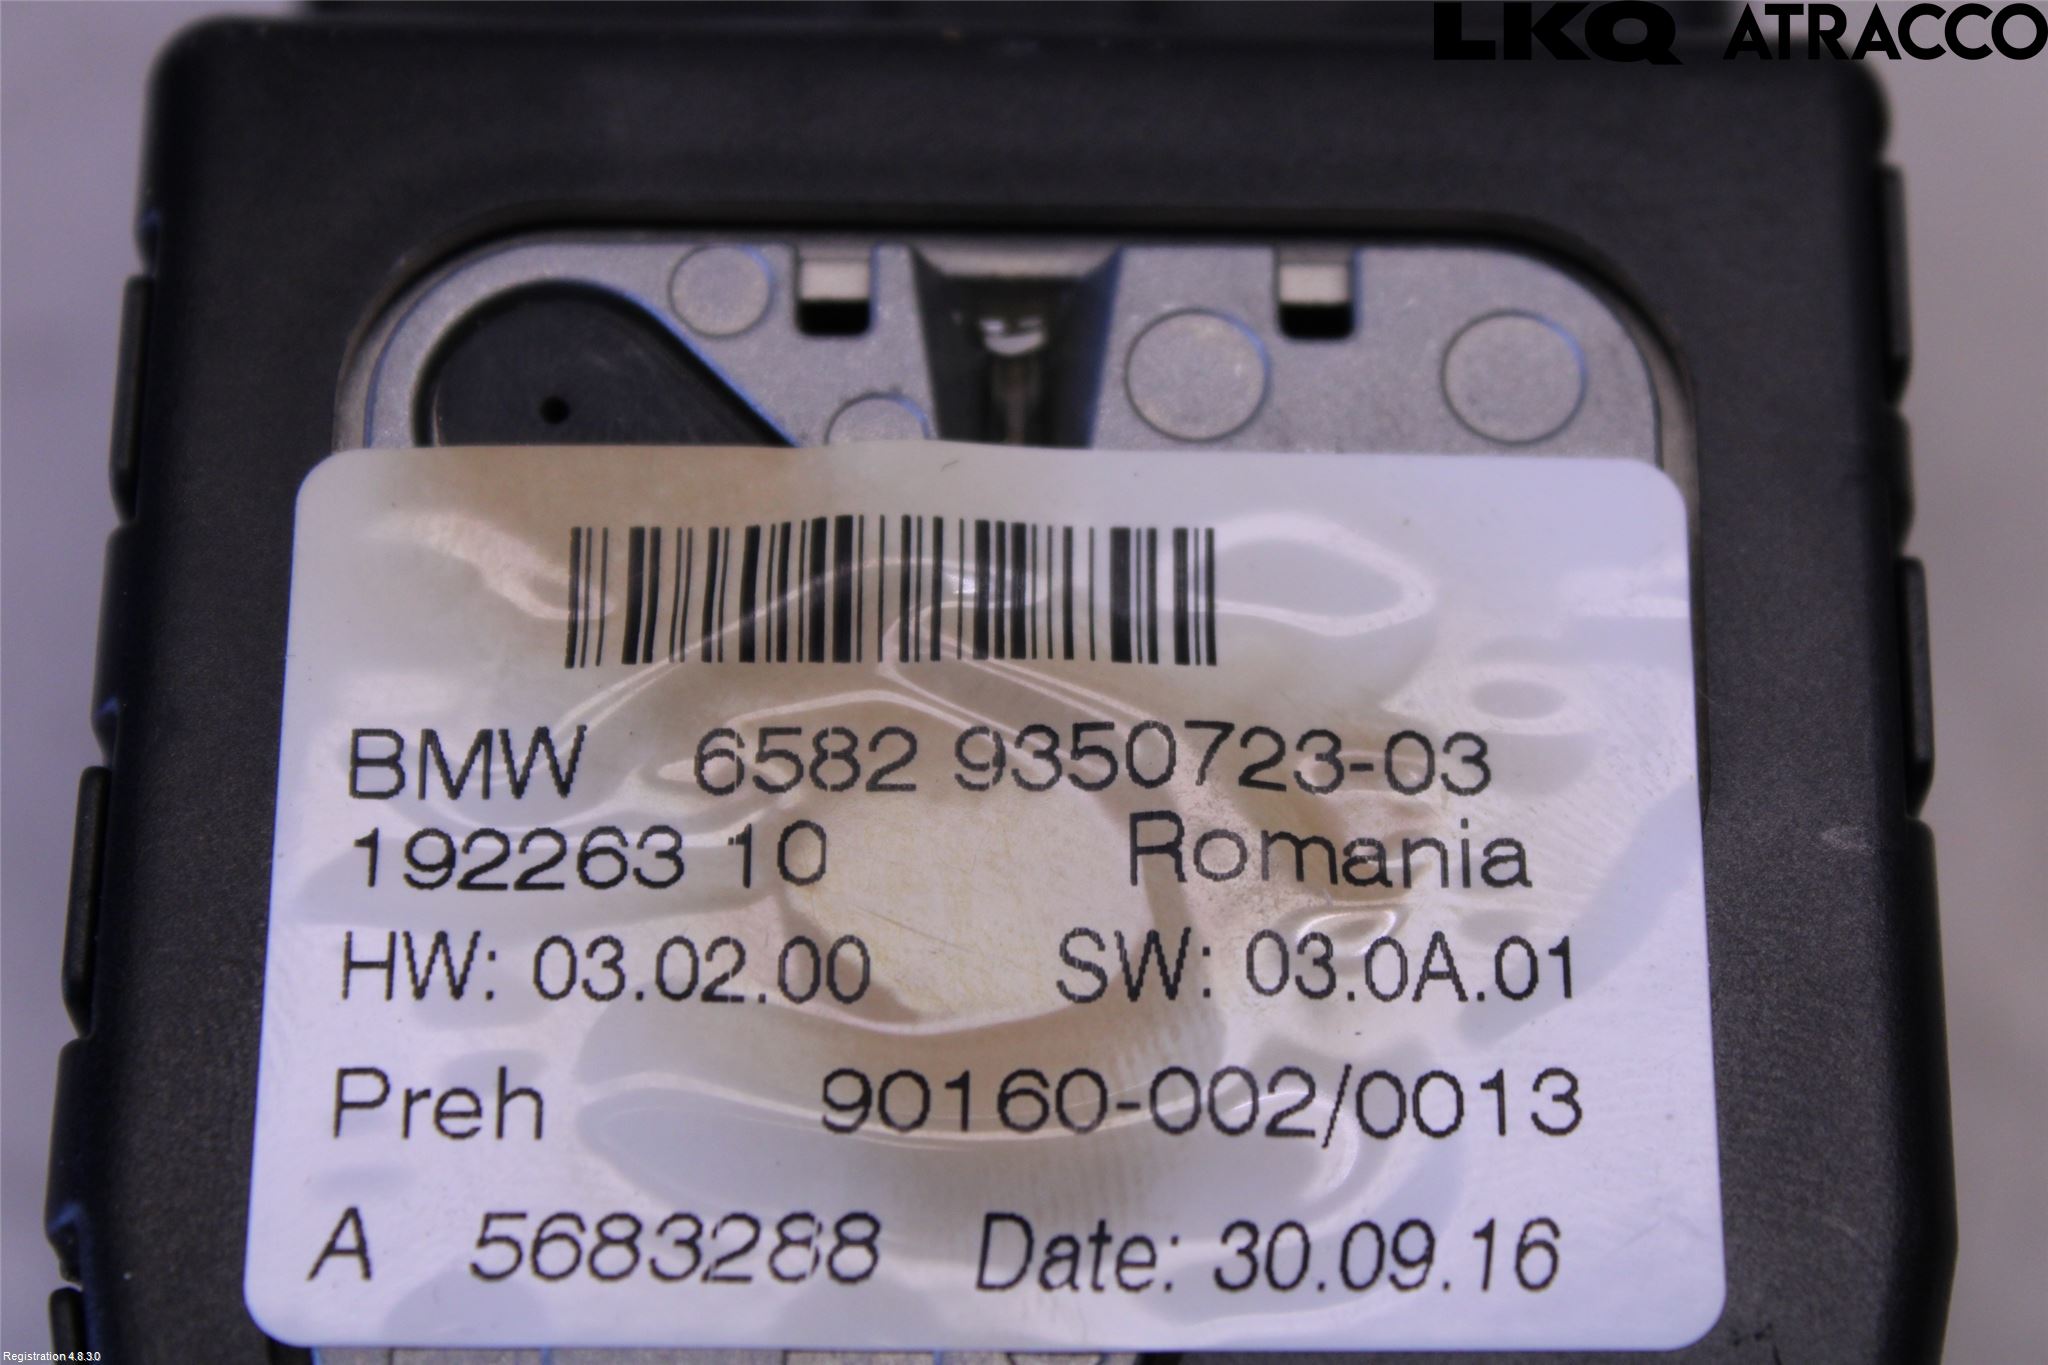 LKQ ATRACCO
BMW 6582 9350723-03
192263 10 Romania
HW: 03.02.00 SW: 03.0A.01
Preh 90160-002/0013
A 5683288 Date: 30.09.16
Registration 4.8.3.0